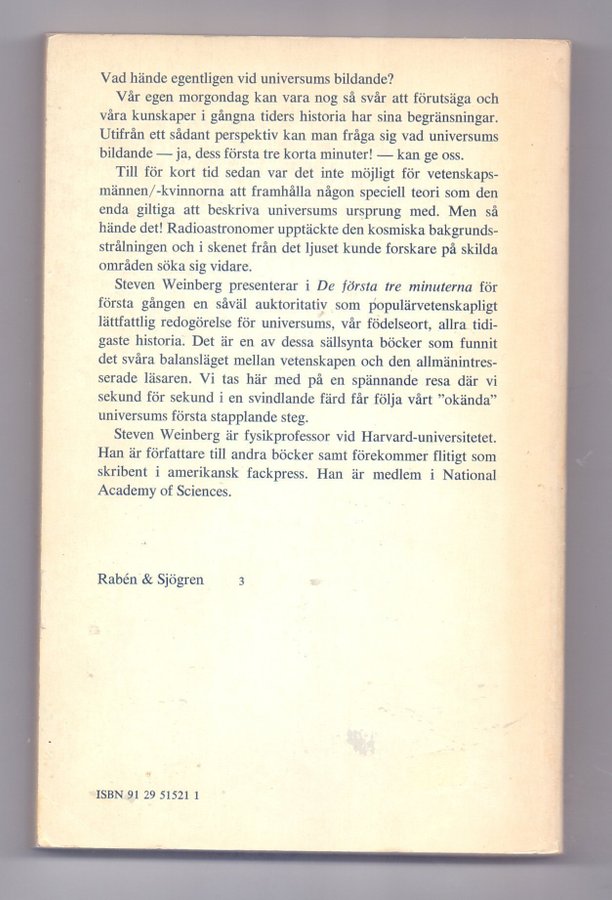 Vad hände egentligen vid universums bildande?
Vår egen morgondag kan vara nog så svår att förutsäga och
våra kunskaper i gångna tiders historia har sina begränsningar.
Utifrån ett sådant perspektiv kan man fråga sig vad universums
bildande — ja, dess första tre korta minuter! — kan ge oss.
Till för kort tid sedan var det inte möjligt för vetenskaps-
männen/-kvinnorna att framhålla någon speciell teori som den
enda giltiga att beskriva universums ursprung med. Men så
hände det! Radioastronomer upptäckte den kosmiska bakgrunds-
strålningen och i skenet från det ljuset kunde forskare på skilda
områden söka sig vidare.
Steven Weinberg presenterar i De första tre minuterna för
första gången en såväl auktoritativ som populärvetenskapligt
lättfattlig redogörelse för universums, vår födelseort, allra tidi-
gaste historia. Det är en av dessa sällsynta böcker som funnit
det svåra balansläget mellan vetenskapen och den allmänintres-
serade läsaren. Vi tas här med på en spännande resa där vi
sekund för sekund i en svindlande färd får följa vårt ”okända”
universums första stapplande steg.
Steven Weinberg är fysikprofessor vid Harvard-universitetet.
Han är författare till andra böcker samt förekommer flitigt som
skribent i amerikansk fackpress. Han är medlem i National
Academy of Sciences.
Rabén & Sjögren 3
ISBN 91 29 51521 1